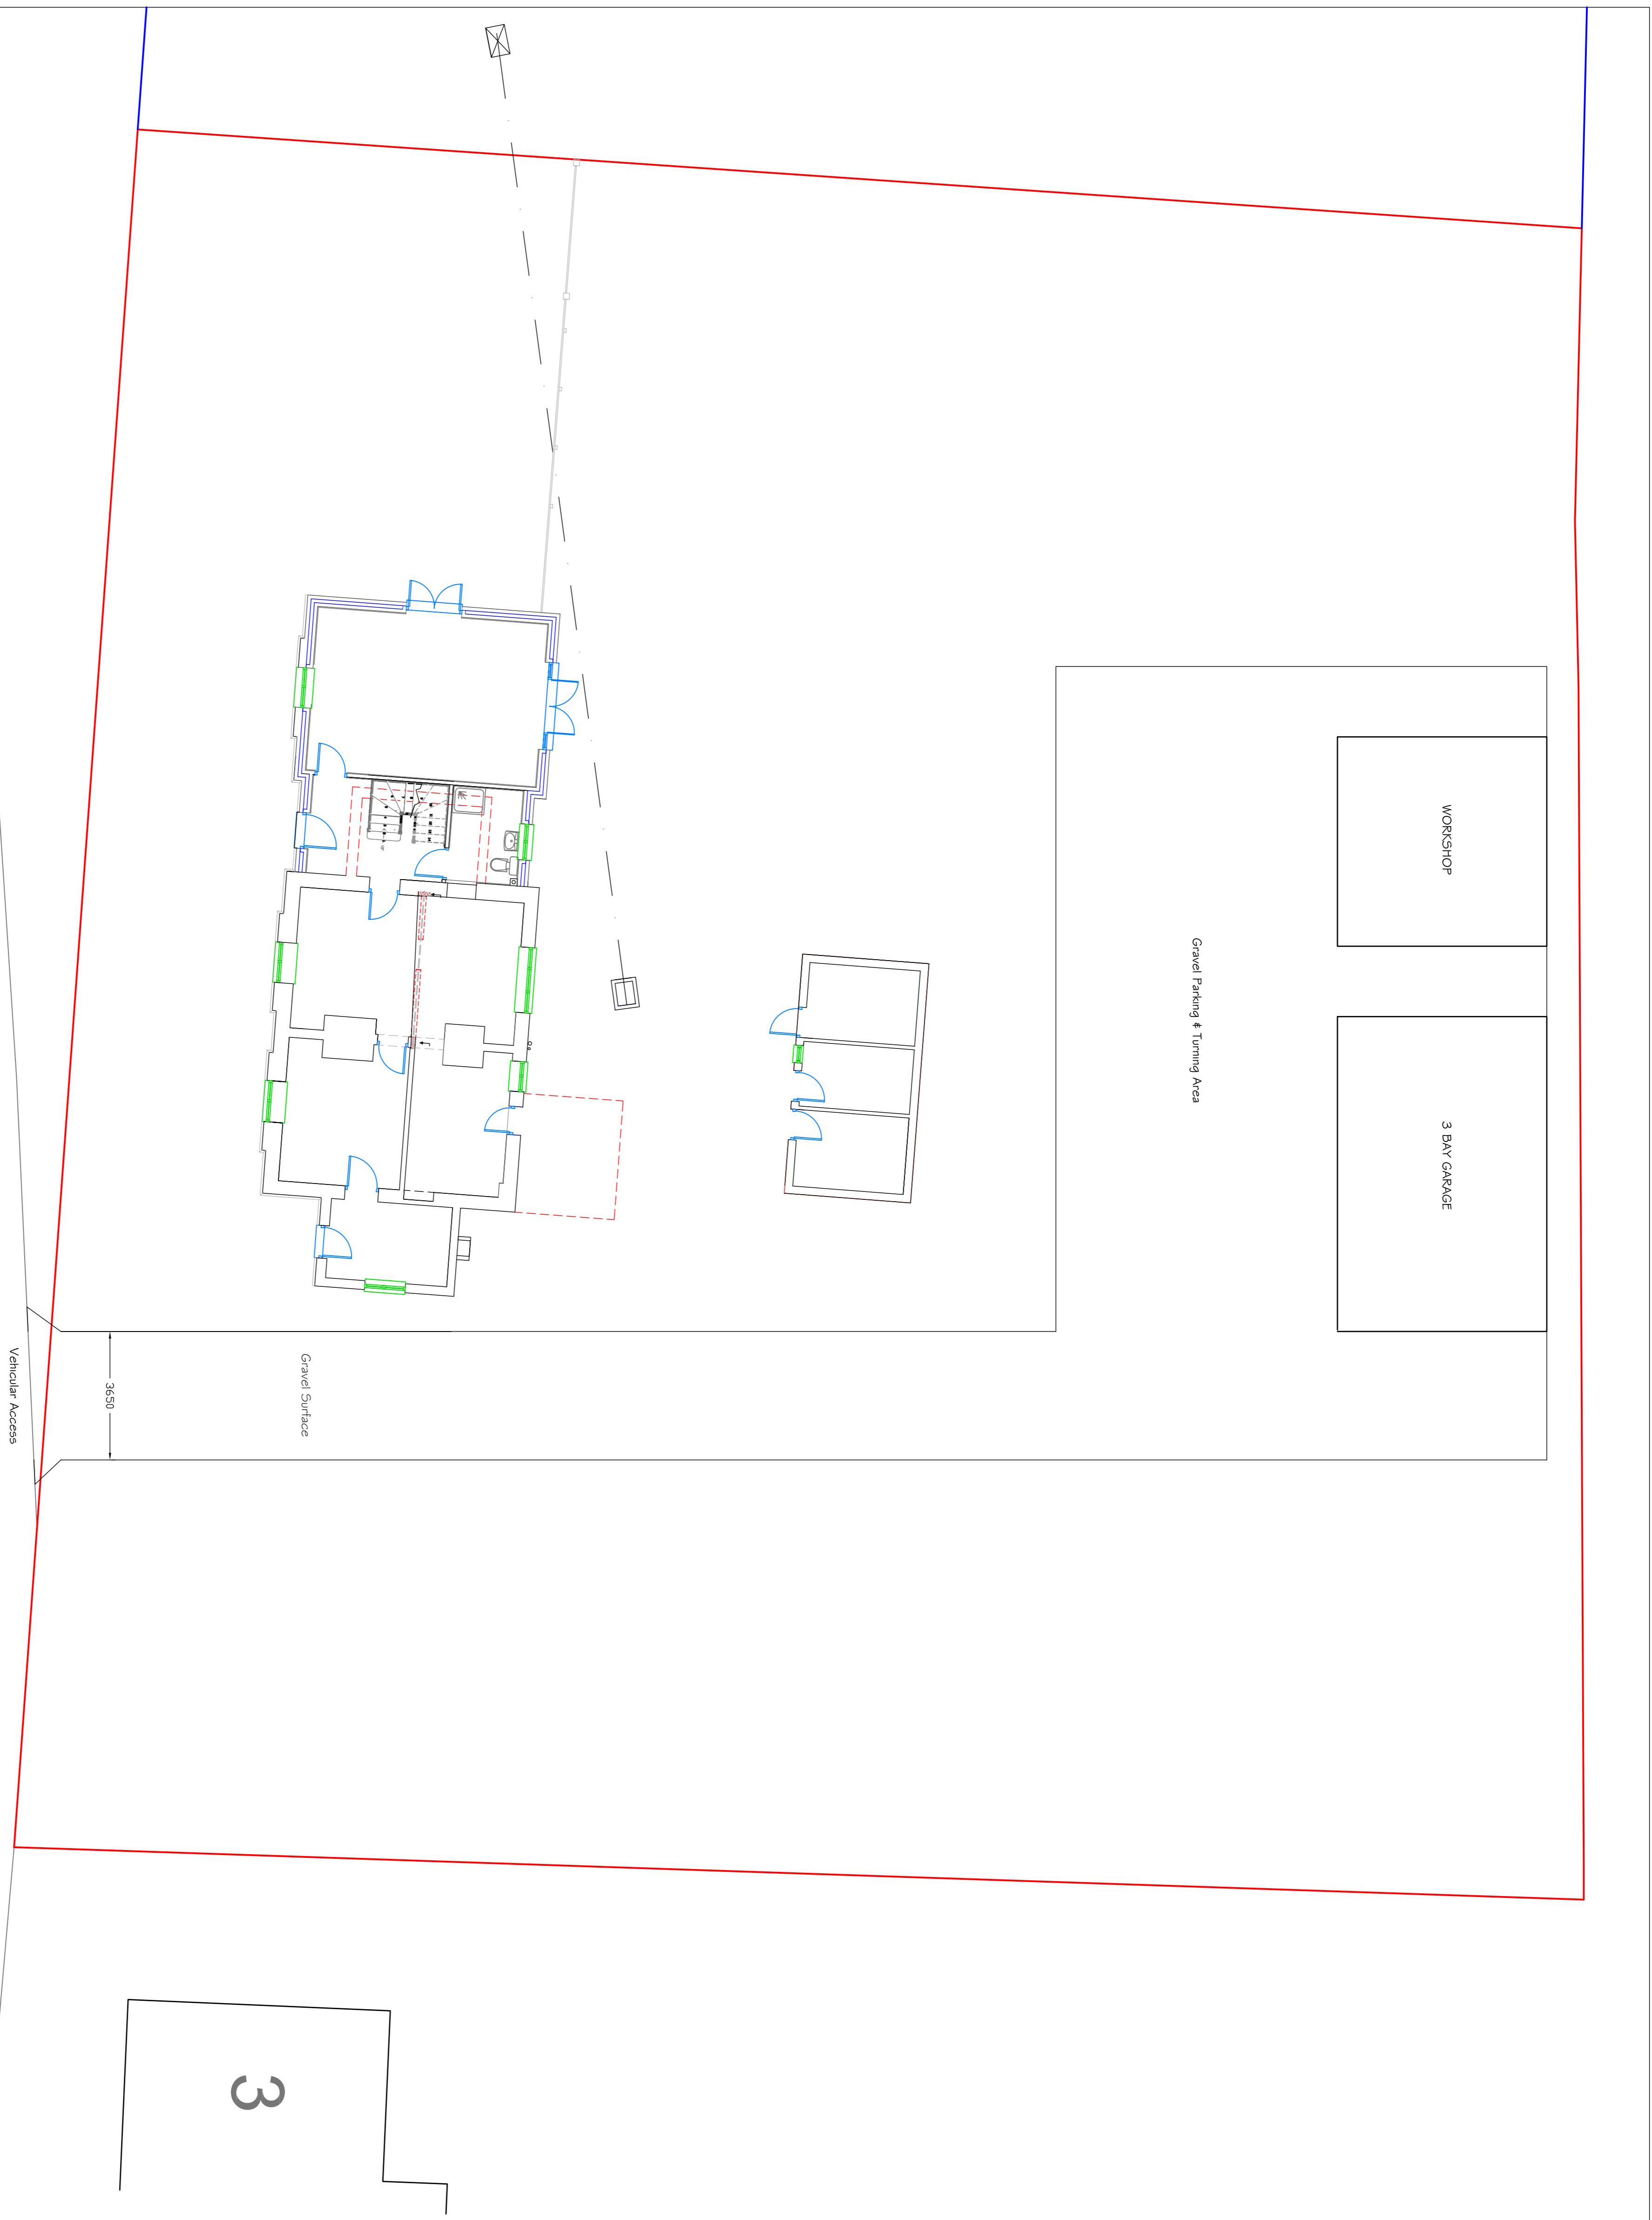 WORKSHOP
3 BAY GARAGE
Gravel Parking & Turning Area
Gravel Surface
3650
Vehicular Access
3